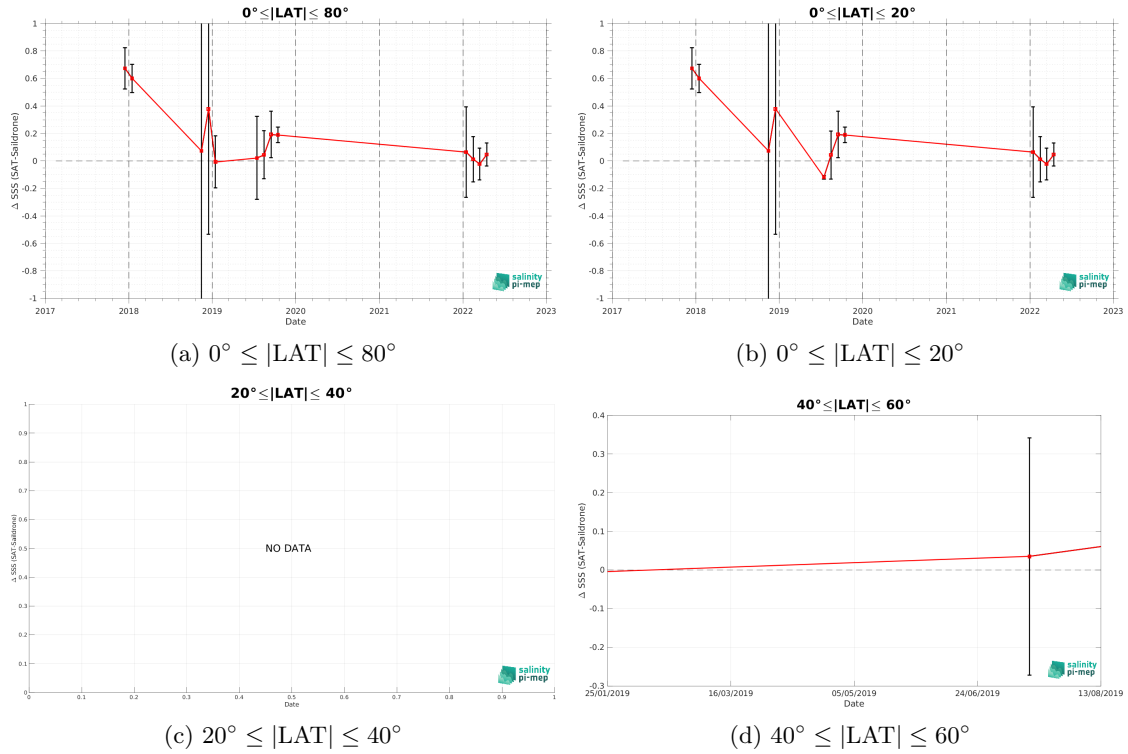 0°≤|LAT|≤ 80°
1
0.8
0.6
0.4
0.2
0
-0.2
-0.4
-0.6
-0.8
-1
Δ SSS (SAT-Saildrone)
2017
2018
2019
2020
2021
2022
2023
Date
salinity
pi-mep
(a) 0° ≤ |LAT| ≤ 80°
0°≤|LAT|≤ 20°
1
0.8
0.6
0.4
0.2
0
-0.2
-0.4
-0.6
-0.8
-1
Δ SSS (SAT-Saildrone)
2017
2018
2019
2020
2021
2022
2023
Date
salinity
pi-mep
(b) 0° ≤ |LAT| ≤ 20°
20°≤|LAT|≤ 40°
1
0.9
0.8
0.7
0.6
0.5
0.4
0.3
0.2
0.1
0
Δ SSS (SAT-Saildrone)
NO DATA
0
0.1
0.2
0.3
0.4
0.5
0.6
0.7
0.8
0.9
1
Date
salinity
pi-mep
(c) 20° ≤ |LAT| ≤ 40°
40°≤|LAT|≤ 60°
0.4
0.3
0.2
0.1
0
-0.1
-0.2
-0.3
Δ SSS (SAT-Saildrone)
25/01/2019
16/03/2019
05/05/2019
24/06/2019
13/08/2019
Date
salinity
pi-mep
(d) 40° ≤ |LAT| ≤ 60°